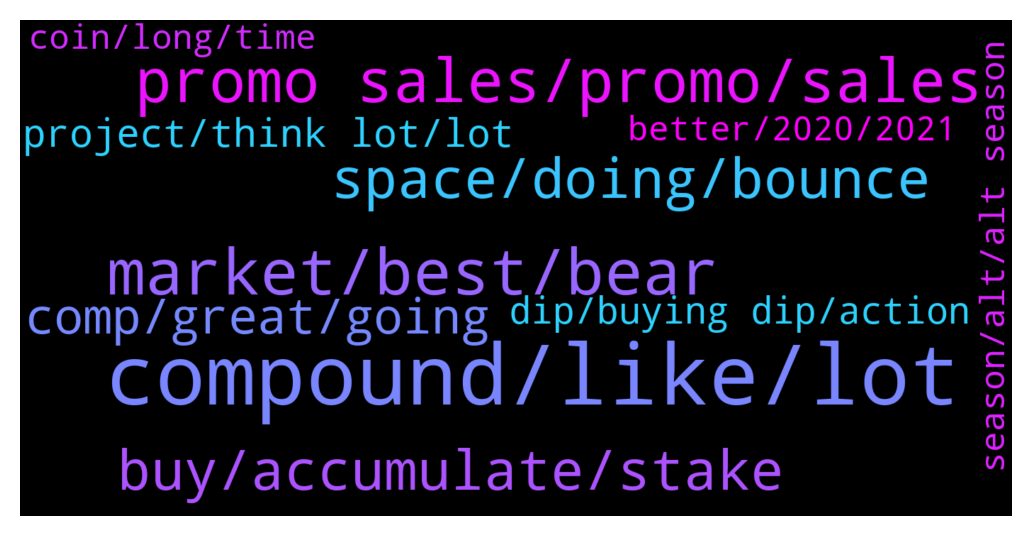 coin/long/time
promo sales/promo/sales
project/think lot/lot
better/2020/2021
space/doing/bounce
market/best/bear
comp/great/going
dip/buying dip/action
compound/like/lot
buy/accumulate/stake
season/alt/alt season